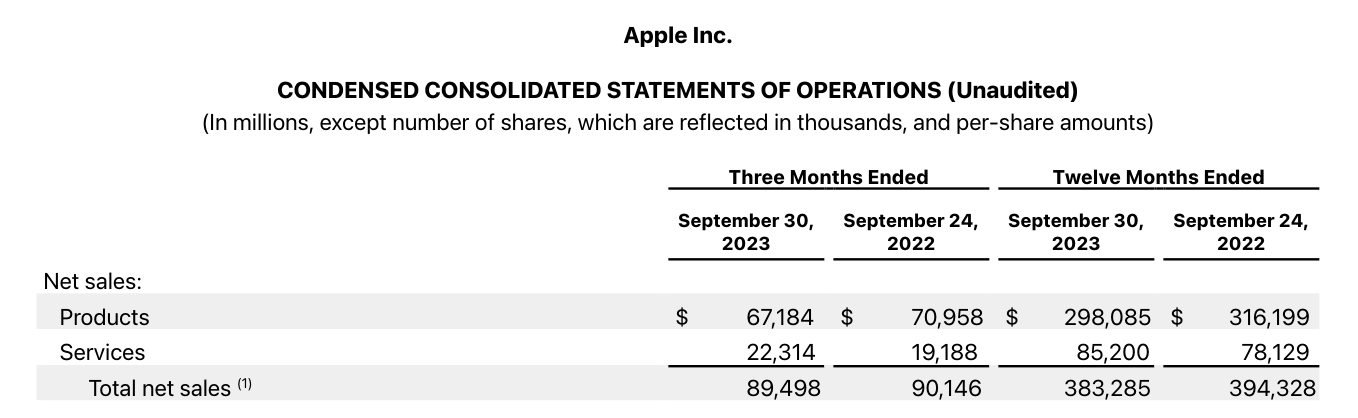 Apple Inc.
CONDENSED CONSOLIDATED STATEMENTS OF OPERATIONS (Unaudited)
(In millions, except number of shares, which are reflected in thousands, and per-share amounts)
Three Months Ended Twelve Months Ended
September 30, 2023 September 24, 2022 September 30, 2023 September 24, 2022
Net sales:
Products $ 67,184 $ 70,958 $ 298,085 $ 316,199
Services 22,314 19,188 85,200 78,129
Total net sales (1) 89,498 90,146 383,285 394,328